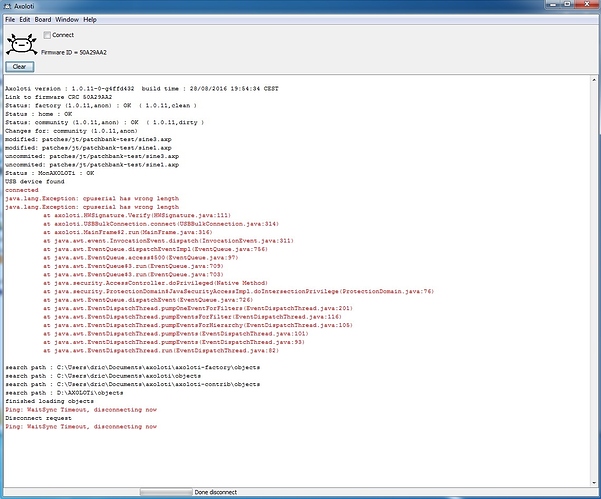 Axoloti
File Edit Board Window Help
Connect
Firmware ID = 50A29AA2
Clear
Axoloti version : 1.0.11-0-g4ffd432  build time : 28/08/2016 19:54:34 CEST
Link to firmware CRC 50A29AA2
Status: factory (1.0.11,anon) : OK  ( 1.0.11,clean )
Status : home : OK
Status: community (1.0.11,anon) : OK  ( 1.0.11,dirty )
Changes for: community (1.0.11,anon)
modified: patches/jt/patchbank-test/sine3.axp
modified: patches/jt/patchbank-test/sine1.axp
uncommited: patches/jt/patchbank-test/sine3.axp
uncommited: patches/jt/patchbank-test/sine1.axp
Status : MonAXOLOTi : OK
USB device found
connected
java.lang.Exception: cpuserial has wrong length
java.lang.Exception: cpuserial has wrong length
at axoloti.HWSignature.Verify(HWSignature.java:111)
at axoloti.USBBulkConnection.connect(USBBulkConnection.java:314)
at axoloti.MainFrame$2.run(MainFrame.java:316)
at java.awt.event.InvocationEvent.dispatch(InvocationEvent.java:311)
at java.awt.EventQueue.dispatchEventImpl(EventQueue.java:756)
at java.awt.EventQueue.access$500(EventQueue.java:97)
at java.awt.EventQueue$3.run(EventQueue.java:709)
at java.awt.EventQueue$3.run(EventQueue.java:703)
at java.security.AccessController.doPrivileged(Native Method)
at java.security.ProtectionDomain$JavaSecurityAccessImpl.doIntersectionPrivilege(ProtectionDomain.java:76)
at java.awt.EventQueue.dispatchEvent(EventQueue.java:726)
at java.awt.EventDispatchThread.pumpOneEventForFilters(EventDispatchThread.java:201)
at java.awt.EventDispatchThread.pumpEventsForFilter(EventDispatchThread.java:116)
at java.awt.EventDispatchThread.pumpEventsForHierarchy(EventDispatchThread.java:105)
at java.awt.EventDispatchThread.pumpEvents(EventDispatchThread.java:101)
at java.awt.EventDispatchThread.pumpEvents(EventDispatchThread.java:93)
at java.awt.EventDispatchThread.run(EventDispatchThread.java:82)
search path : C:\Users\dric\Documents\axoloti-factory\objects
search path : C:\Users\dric\Documents\axoloti\objects
search path : C:\Users\dric\Documents\axoloti\axoloti-contrib\objects
search path : D:\AXOLOTI\objects
finished loading objects
Ping: WaitSync Timeout, disconnecting now
Disconnect request
Ping: WaitSync Timeout, disconnecting now
Done disconnect